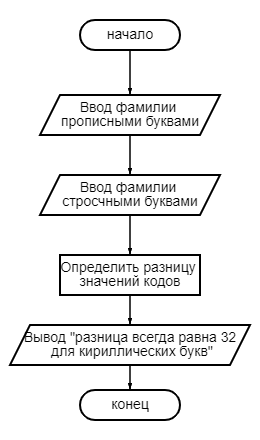 начало
Ввод фамилии
прописными буквами
Ввод фамилии
стросчными буквами
Определить разницу
значений кодов
Вывод "разница всегда равна 32
для кириллических букв"
конец